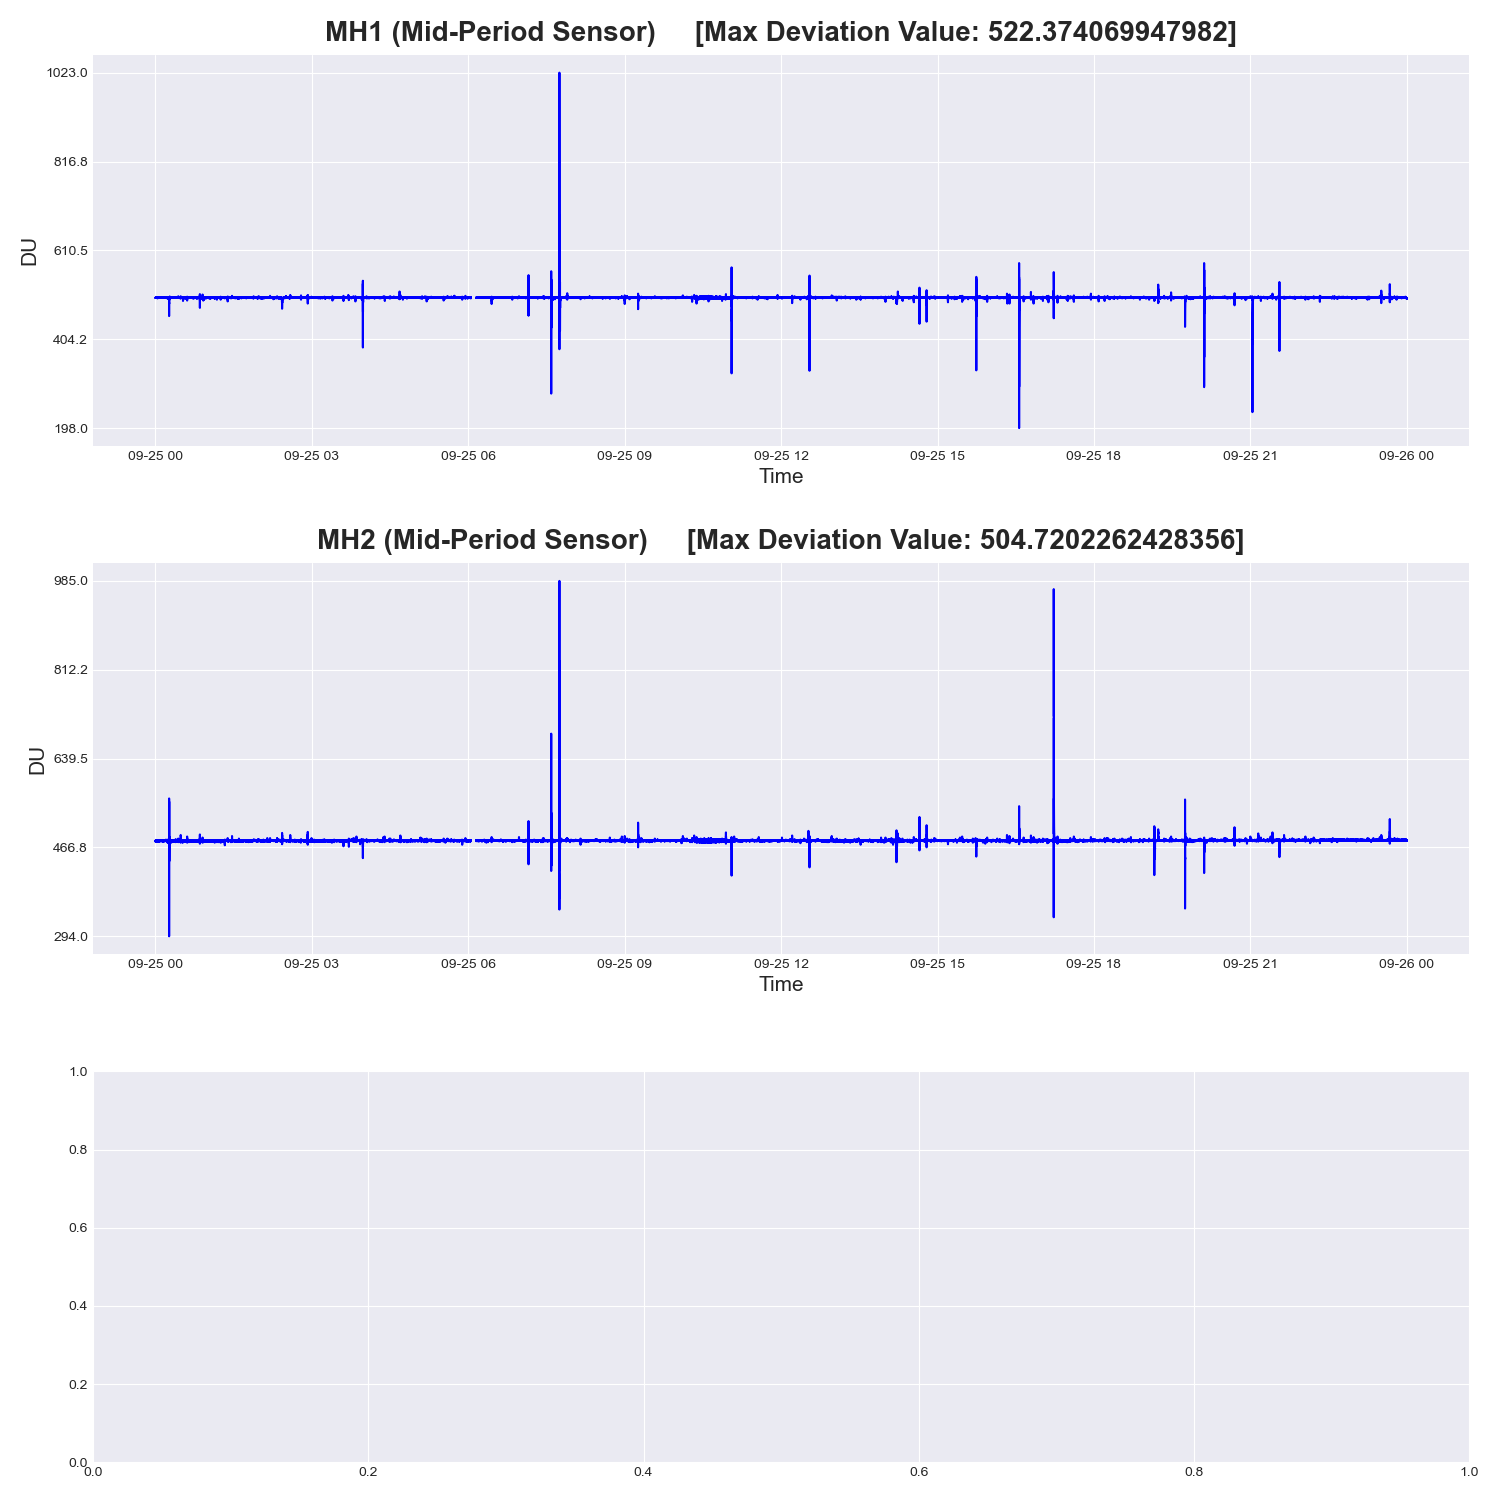 MH1 (Mid-Period Sensor) [Max Deviation Value: 522.374069947982]
1023.0
816.8
610.5
404.2
198.0
DU
09-25 00 09-25 03 09-25 06 09-25 09 09-25 12 09-25 15 09-25 18 09-25 21 09-26 00
Time
MH2 (Mid-Period Sensor) [Max Deviation Value: 504.7202262428356]
985.0
812.2
639.5
466.8
294.0
DU
09-25 00 09-25 03 09-25 06 09-25 09 09-25 12 09-25 15 09-25 18 09-25 21 09-26 00
Time
1.0
0.8
0.6
0.4
0.2
0.0
0.0 0.2 0.4 0.6 0.8 1.0